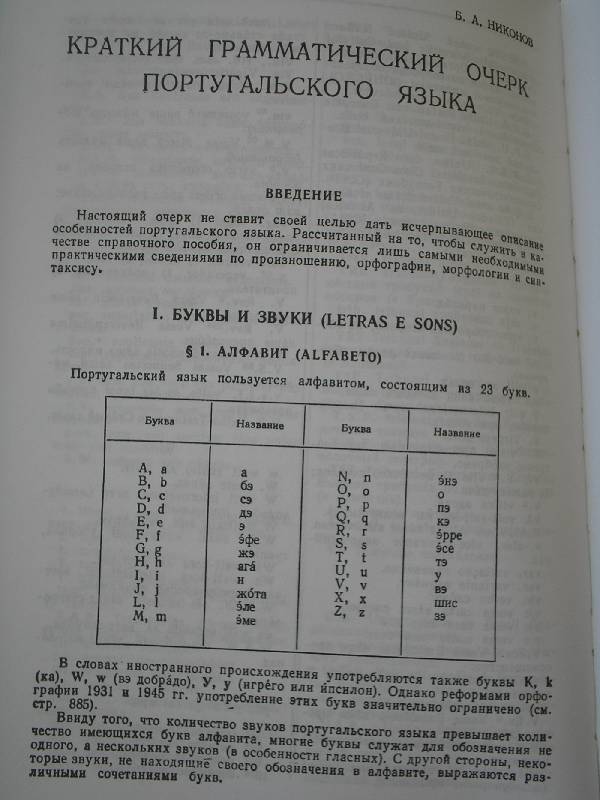 Б. А. НИКОНОВ
КРАТКИЙ ГРАММАТИЧЕСКИЙ ОЧЕРК
ПОРТУГАЛЬСКОГО ЯЗЫКА
ВВЕДЕНИЕ
Настоящий очерк не ставит своей целью дать исчерпывающее описание
особенностей португальского языка. Рассчитанный на то, чтобы служить в ка-
честве справочного пособия, он ограничивается лишь самыми необходимыми
практическими сведениями по произношению, орфографии, морфологии и син-
таксису.
I. БУКВЫ И ЗВУКИ (LETRAS E SONS)
§ 1. АЛФАВИТ (ALFABETO)
Португальский язык пользуется алфавитом, состоящим из 23 букв.
Буква Название Буква Название
A, a а N, n э́нэ
B, b бэ O, o о
C, c сэ P, p пэ
D, d дэ Q, q кэ
E, e э R, r э́рре
F, f э́фе S, s э́се
G, g жэ T, t тэ
H, h ага́ U, u у
I, i н V, v вэ
J, j жо́та X, x шис
L, l э́ле Z, z зэ
M, m э́ме
В словах иностранного происхождения употребляются также буквы K, k
(ка), W, w (вэ добра́до), У, у (игре́го или и́псилон). Однако реформами орфо-
графии 1931 и 1945 гг. употребление этих букв значительно ограничено (см.
стр. 885).
Ввиду того, что количество звуков португальского языка превышает коли-
чество имеющихся букв алфавита, многие буквы служат для обозначения не
одного, а нескольких звуков (в особенности гласных). С другой стороны, неко-
торые звуки, не находящие своего обозначения в алфавите, выражаются раз-
личными сочетаниями букв.